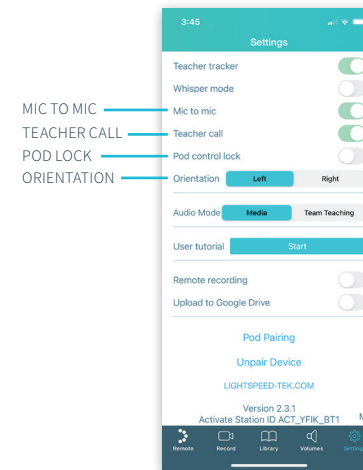 3:45
Settings
Teacher tracker
Whisper mode
MIC TO MIC
Mic to mic
TEACHER CALL
Teacher call
POD LOCK
Pod control lock
ORIENTATION
Orientation Left Right
Audio Mode Media Team Teaching
User tutorial Start
Remote recording
Upload to Google Drive
Pod Pairing
Unpair Device
LIGHTSPEED-TEK.COM
Version 2.3.1
Activate Station ID ACT_YFIK_BT1
Remote Record Library Volumes Settings